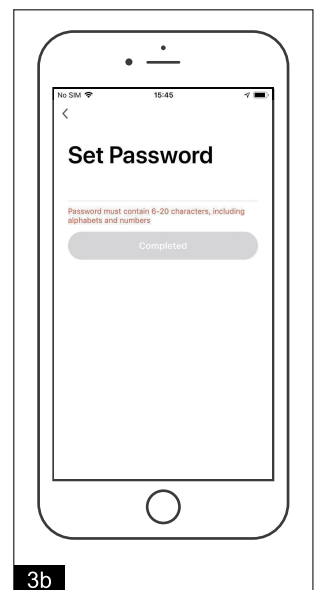 No SIM 15:45
Set Password
Password must contain 6-20 characters, including
alphabets and numbers
Completed
3b